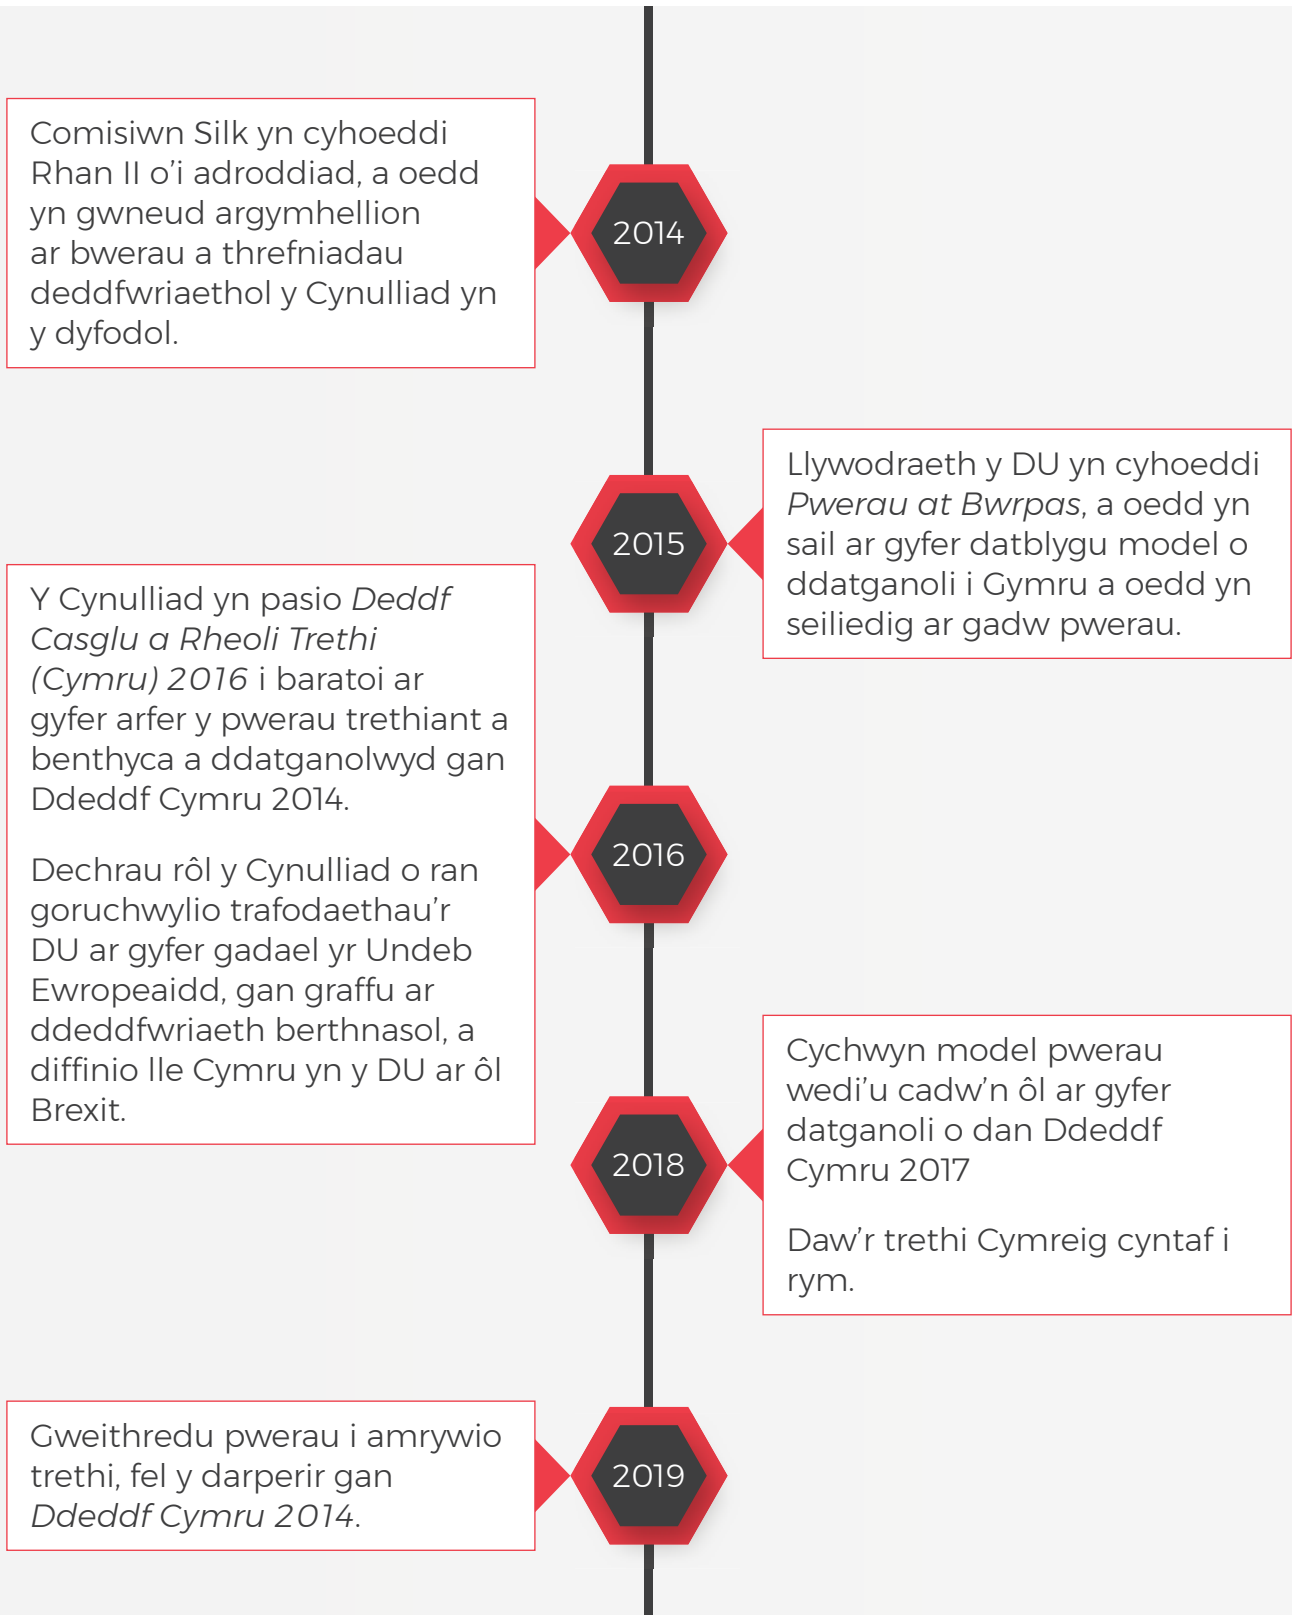 Comisiwn Silk yn cyhoeddi
Rhan II o'i adroddiad, a oedd
yn gwneud argymhellion
ar bwerau a threfniadau
deddfwriaethol y Cynulliad yn
y dyfodol.
2014
Llywodraeth y DU yn cyhoeddi
Pwerau at Bwrpas, a oedd yn
sail ar gyfer datblygu model o
ddatganoli i Gymru a oedd yn
seiliedig ar gadw pwerau.
2015
Y Cynulliad yn pasio Deddf
Casglu a Rheoli Trethi
(Cymru) 2016 i baratoi ar
gyfer arfer y pwerau trethiant a
benthyca a ddatganolwyd gan
Ddeddf Cymru 2014.
Dechrau rôl y Cynulliad o ran
goruchwylio trafodaethau'r
DU ar gyfer gadael yr Undeb
Ewropeaidd, gan graffu ar
ddeddfwriaeth berthnasol, a
diffinio lle Cymru yn y DU ar ôl
Brexit.
2016
Cychwyn model pwerau
wedi'u cadw'n ôl ar gyfer
datganoli o dan Ddeddf
Cymru 2017
Daw'r trethi Cymreig cyntaf i
rym.
2018
Gweithredu pwerau i amrywio
trethi, fel y darperir gan
Ddeddf Cymru 2014.
2019